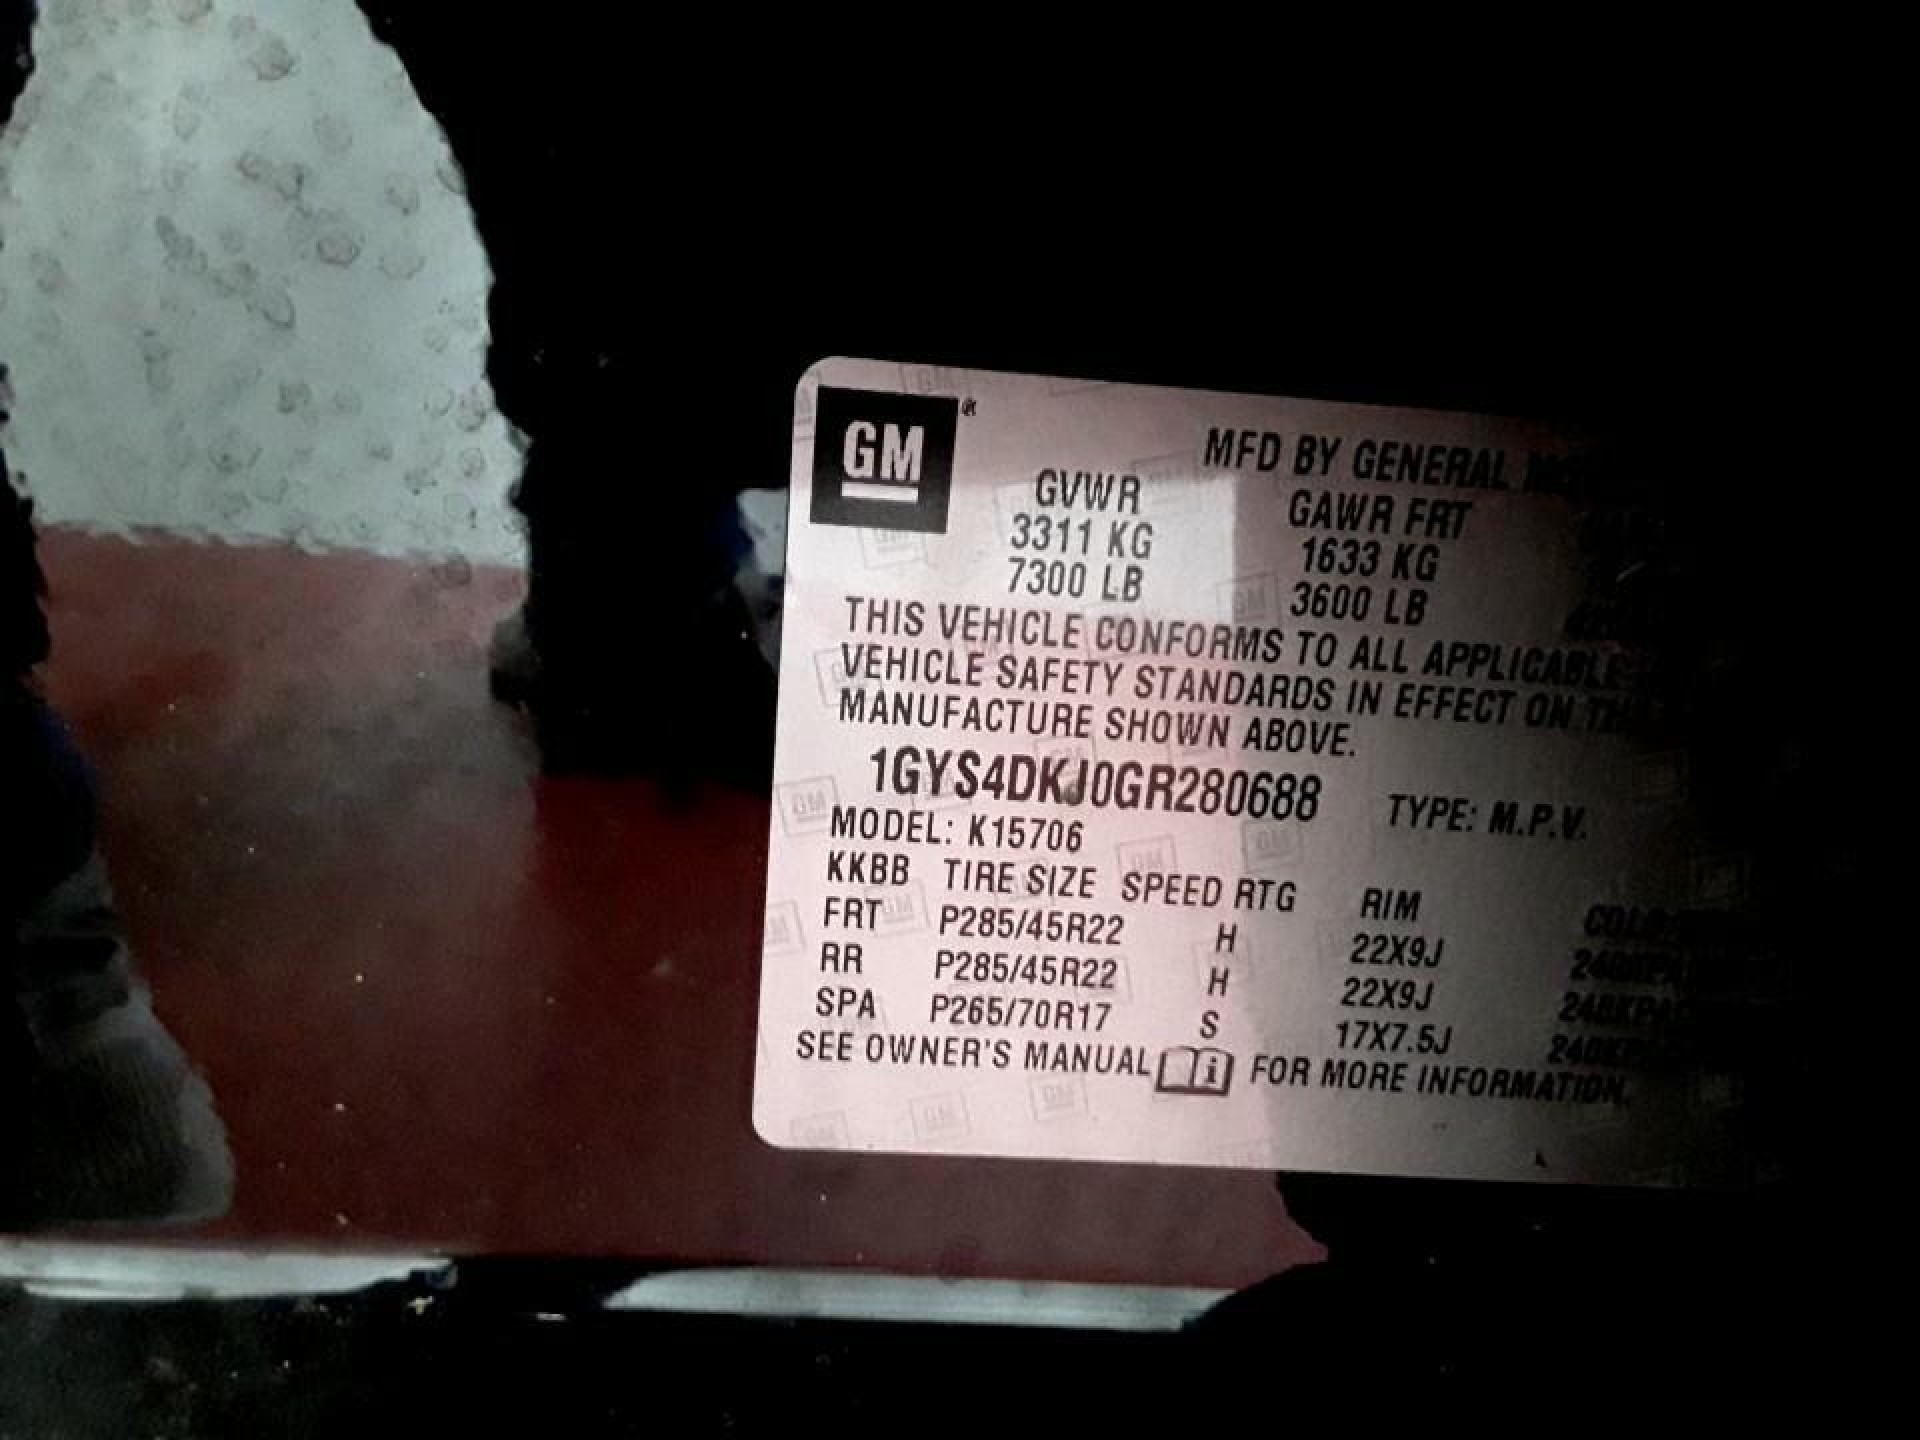 GM
MFD BY GENERAL
GVWR GAWR FRT
3311 KG 1633 KG
7300 LB 3600 LB
THIS VEHICLE CONFORMS TO ALL APPLICABLE
VEHICLE SAFETY STANDARDS IN EFFECT ON
MANUFACTURE SHOWN ABOVE.
1GYS4DKJ0GR280688 TYPE: M.P.V.
MODEL: K15706
KKBB TIRE SIZE SPEED RTG RIM
FRT P285/45R22 H 22X9J
RR P285/45R22 H 22X9J
SPA P265/70R17 S 17X7.5J
SEE OWNER'S MANUAL i FOR MORE INFORMATION.